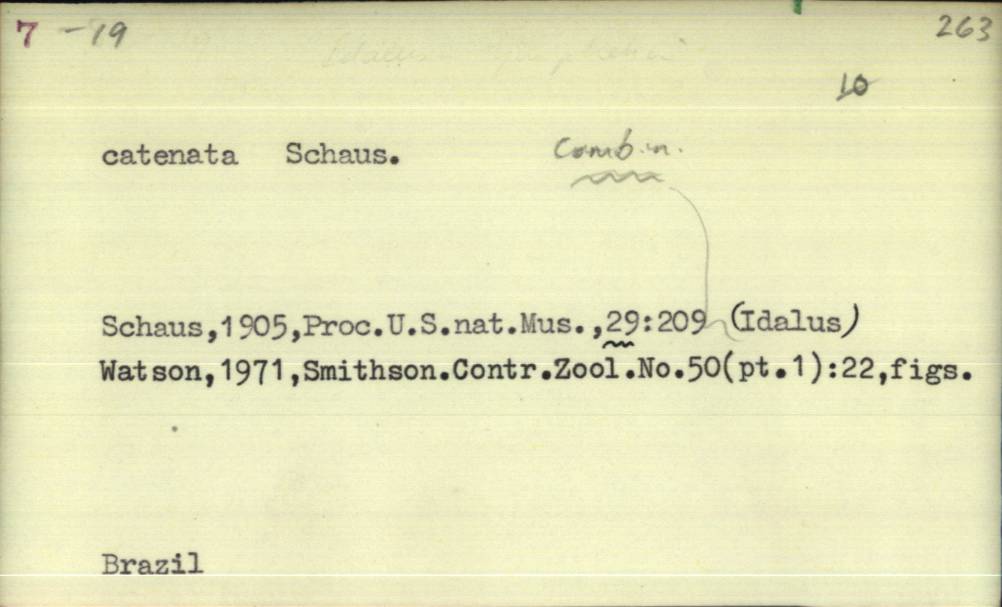 7 -19
263
10
catenata Schaus.
Comb.n.
Schaus,1905,Proc.U.S.nat.Mus.,29:209 (Idalus)
Watson,1971,Smithson.Contr.Zool.No.50(pt.1):22,figs.
Brazil